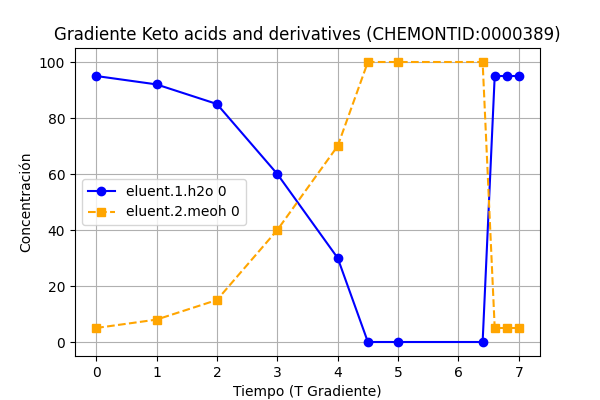 Gradiente Keto acids and derivatives (CHEMONTID:0000389)
100
80
60
40
20
0
Concentración
eluent.1.h2o 0
eluent.2.meoh 0
0 1 2 3 4 5 6 7
Tiempo (T Gradiente)